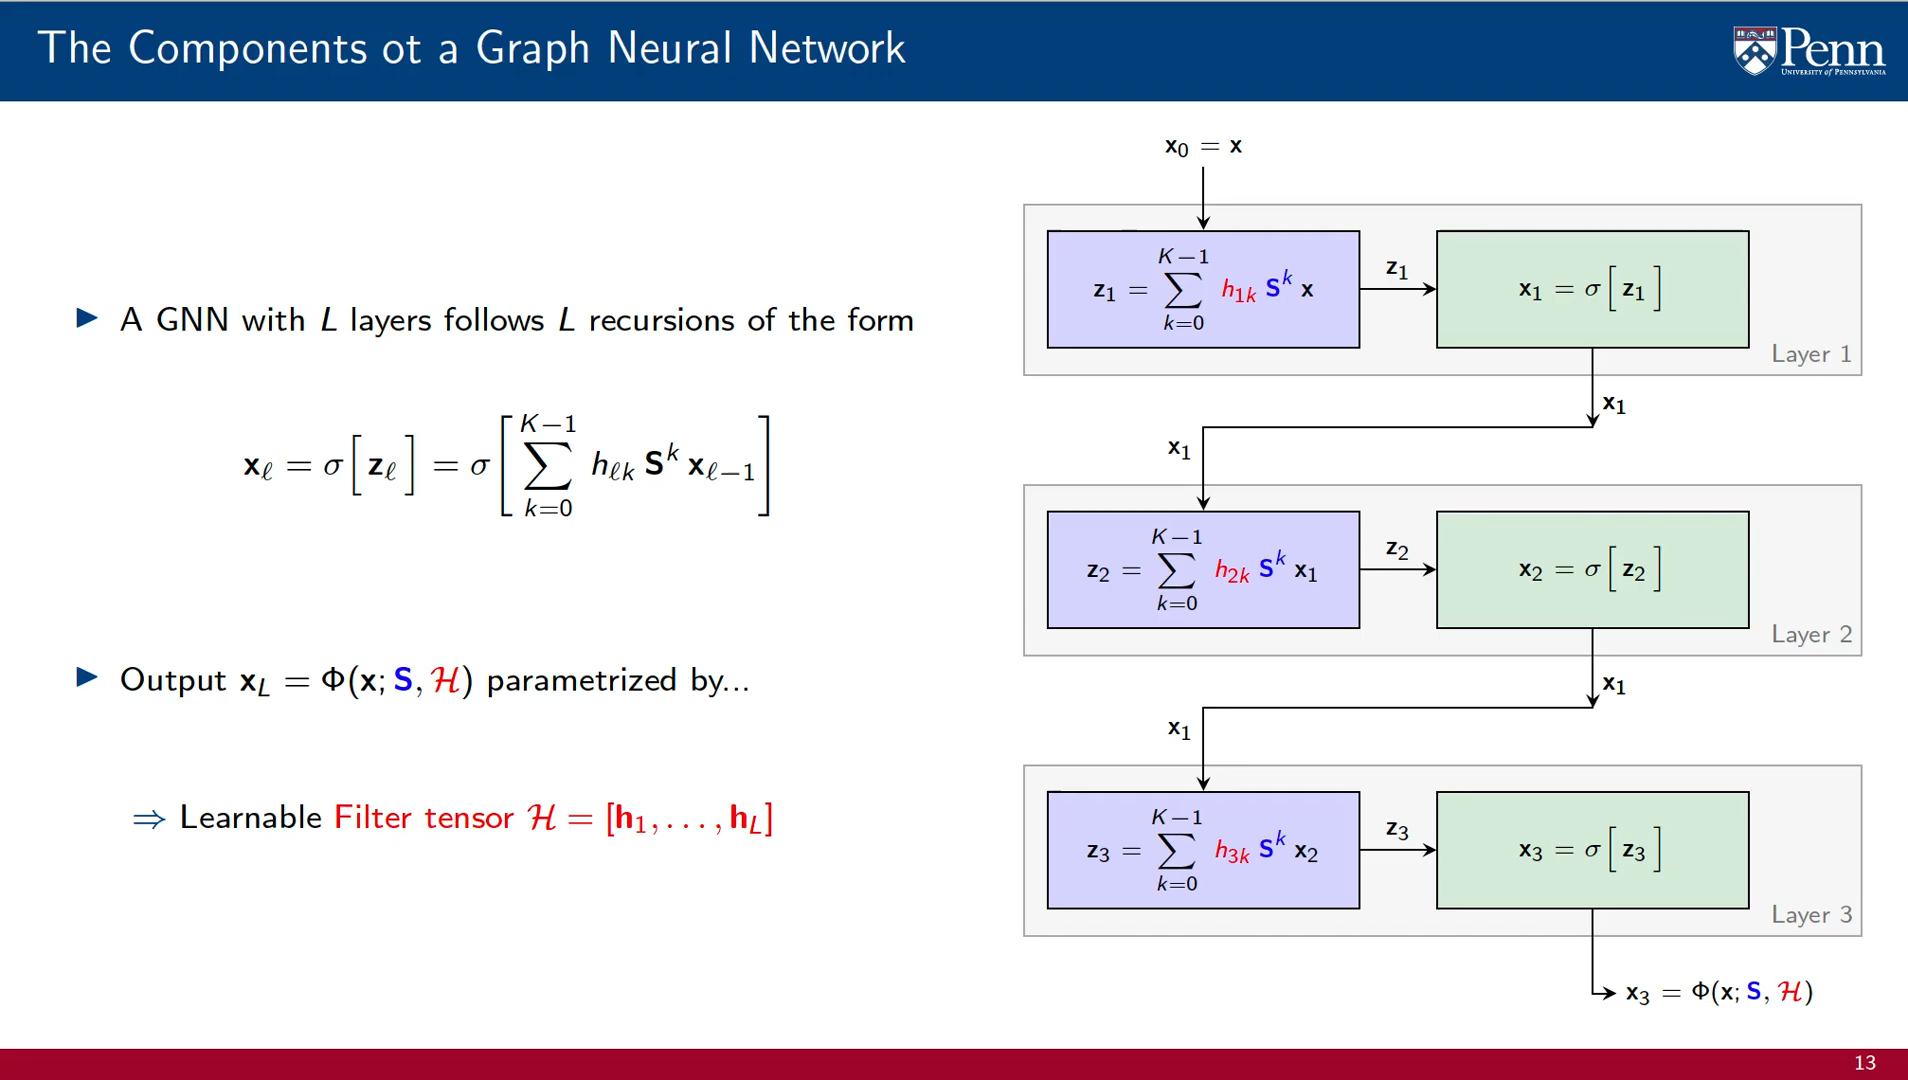 The Components ot a Graph Neural Network
Penn
UNIVERSITY of PENNSYLVANIA
▶ A GNN with L layers follows L recursions of the form
x_ℓ = σ[ z_ℓ ] = σ[ ∑_{k=0}^{K−1} h_{ℓk} S^k x_{ℓ−1} ]
▶ Output x_L = Φ(x; S, ℋ) parametrized by...
⇒ Learnable Filter tensor ℋ = [h_1, . . . , h_L]
x_0 = x
z_1 = ∑_{k=0}^{K−1} h_{1k} S^k x
z_1
x_1 = σ[ z_1 ]
Layer 1
x_1
x_1
z_2 = ∑_{k=0}^{K−1} h_{2k} S^k x_1
z_2
x_2 = σ[ z_2 ]
Layer 2
x_1
x_1
z_3 = ∑_{k=0}^{K−1} h_{3k} S^k x_2
z_3
x_3 = σ[ z_3 ]
Layer 3
x_3 = Φ(x; S, ℋ)
13